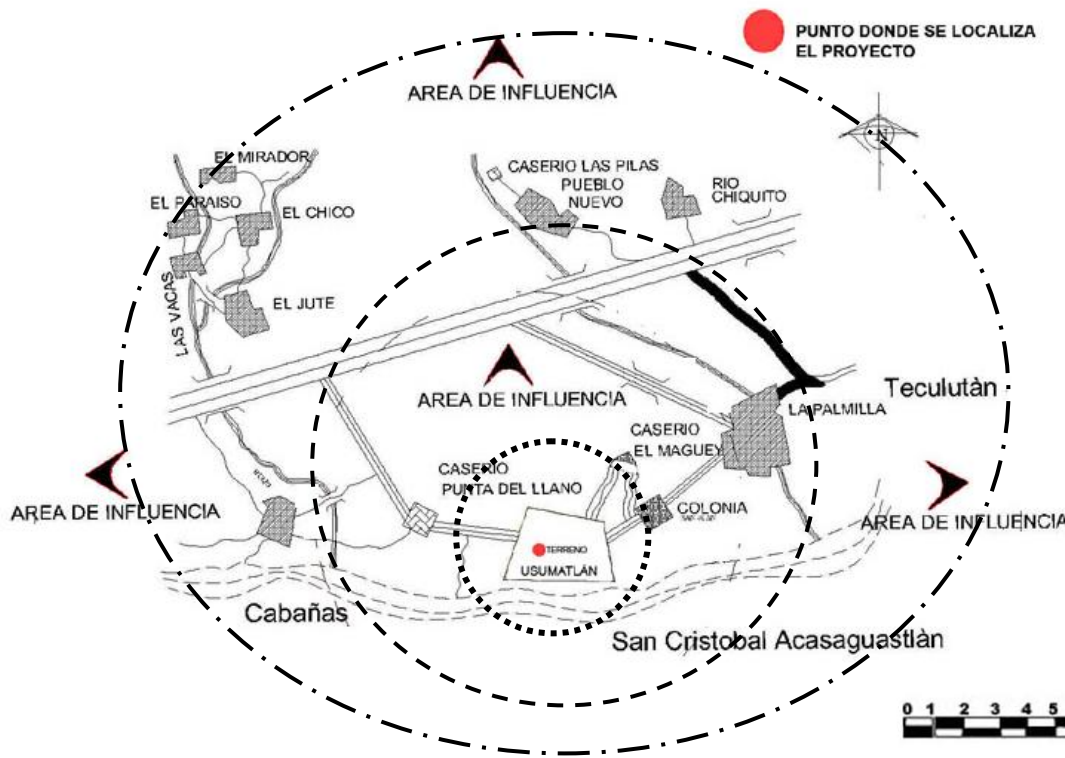 PUNTO DONDE SE LOCALIZA
EL PROYECTO
AREA DE INFLUENCIA
N
EL MIRADOR
CASERIO LAS PILAS
PUEBLO
NUEVO
RIO
CHIQUITO
EL PARAISO
EL CHICO
LAS VACAS
EL JUTE
AREA DE INFLUENCIA
Teculutàn
LA PALMILLA
CASERIO
EL MAGUEY
CASERIO
PUNTA DEL LLANO
COLONIA
AREA DE INFLUENCIA
AREA DE INFLUENCIA
TERRENO
USUMATLÁN
Cabañas
San Cristobal Acasaguastlàn
0 1 2 3 4 5